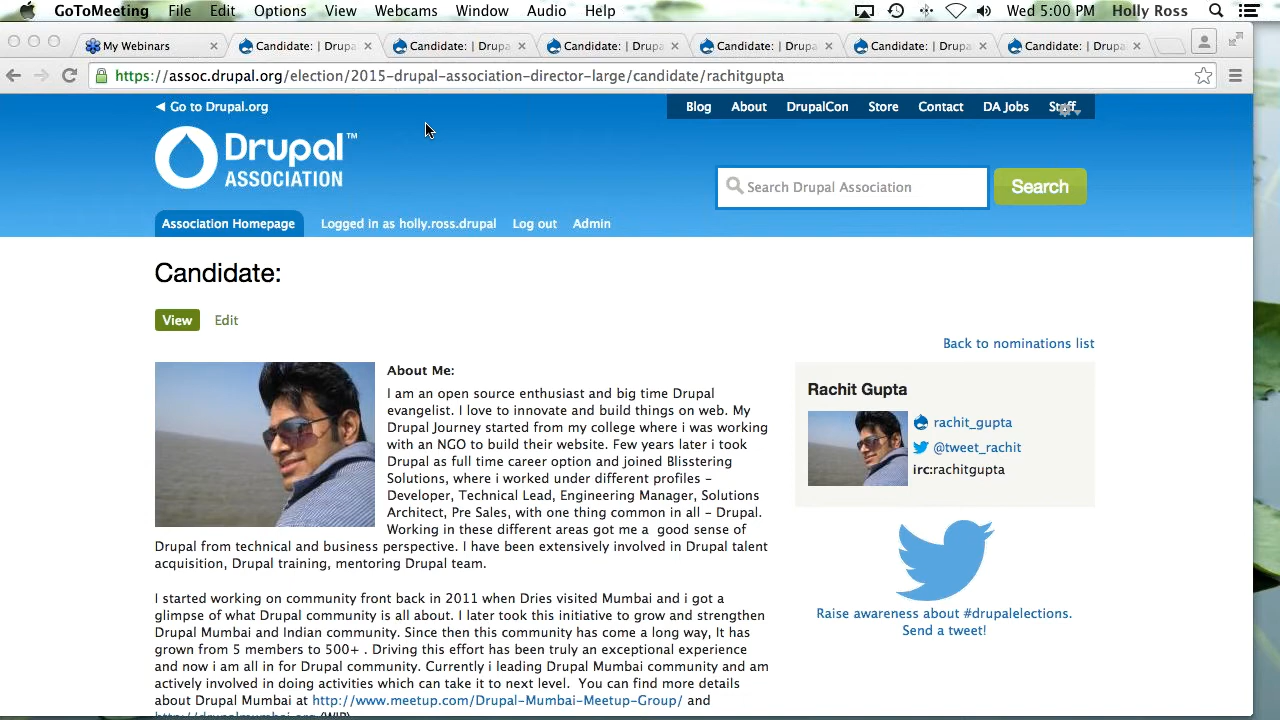 GoToMeeting File Edit Options View Webcams Window Audio Help Wed 5:00 PM Holly Ross
My Webinars Candidate: | Drupa Candidate: | Drupa Candidate: | Drupa Candidate: | Drupa Candidate: | Drupa Candidate: | Drupa
https://assoc.drupal.org/election/2015-drupal-association-director-large/candidate/rachitgupta
Go to Drupal.org Blog About DrupalCon Store Contact DA Jobs Staff
Drupal™
ASSOCIATION
Search Drupal Association Search
Association Homepage Logged in as holly.ross.drupal Log out Admin
Candidate:
View Edit
Back to nominations list
About Me:
I am an open source enthusiast and big time Drupal
evangelist. I love to innovate and build things on web. My
Drupal Journey started from my college where i was working
with an NGO to build their website. Few years later i took
Drupal as full time career option and joined Blisstering
Solutions, where i worked under different profiles –
Developer, Technical Lead, Engineering Manager, Solutions
Architect, Pre Sales, with one thing common in all – Drupal.
Working in these different areas got me a  good sense of
Drupal from technical and business perspective. I have been extensively involved in Drupal talent
acquisition, Drupal training, mentoring Drupal team.
I started working on community front back in 2011 when Dries visited Mumbai and i got a
glimpse of what Drupal community is all about. I later took this initiative to grow and strengthen
Drupal Mumbai and Indian community. Since then this community has come a long way, It has
grown from 5 members to 500+ . Driving this effort has been truly an exceptional experience
and now i am all in for Drupal community. Currently i leading Drupal Mumbai community and am
actively involved in doing activities which can take it to next level.  You can find more details
about Drupal Mumbai at http://www.meetup.com/Drupal-Mumbai-Meetup-Group/ and
http://drupalmumbai.org (WIP)
Rachit Gupta
rachit_gupta
@tweet_rachit
irc:rachitgupta
Raise awareness about #drupalelections.
Send a tweet!